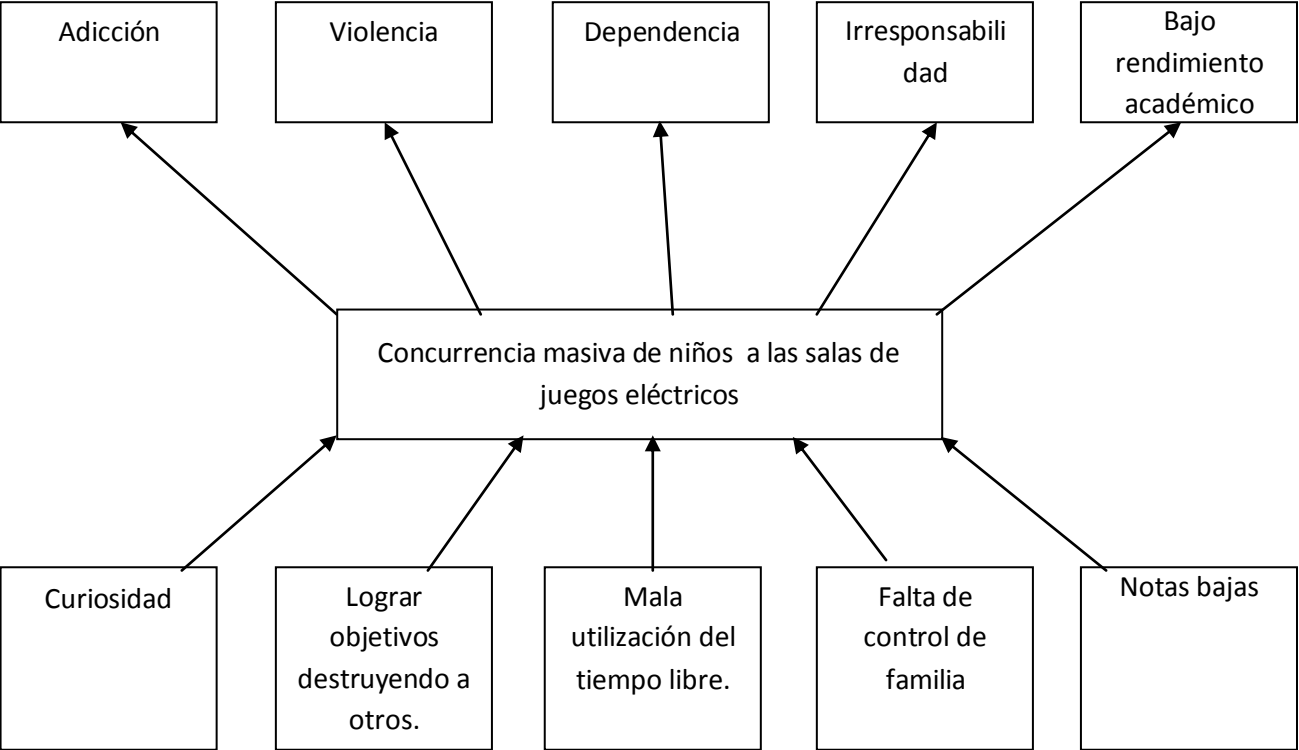 Adicción
Violencia
Dependencia
Irresponsabili
dad
Bajo
rendimiento
académico
Concurrencia masiva de niños  a las salas de
juegos eléctricos
Curiosidad
Lograr
objetivos
destruyendo a
otros.
Mala
utilización del
tiempo libre.
Falta de
control de
familia
Notas bajas